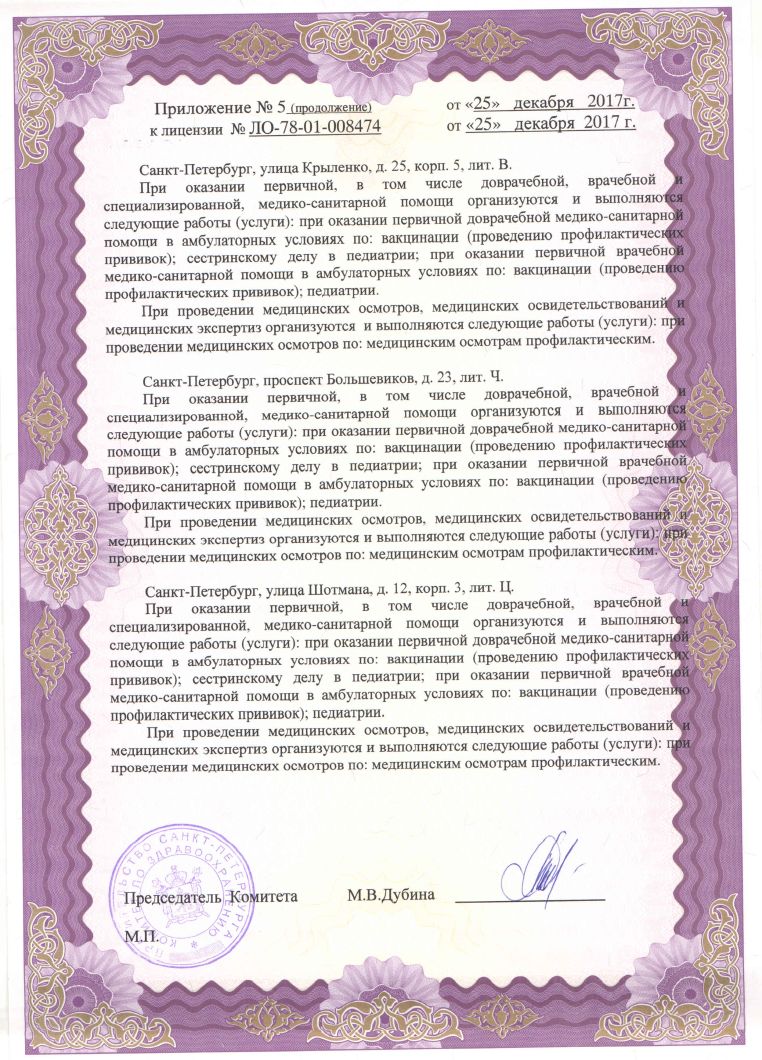 Приложение № 5 (продолжение) от «25» декабря 2017г.
к лицензии № ЛО-78-01-008474 от «25» декабря 2017 г.
Санкт-Петербург, улица Крыленко, д. 25, корп. 5, лит. В.
При оказании первичной, в том числе доврачебной, врачебной и
специализированной, медико-санитарной помощи организуются и выполняются
следующие работы (услуги): при оказании первичной доврачебной медико-санитарной
помощи в амбулаторных условиях по: вакцинации (проведению профилактических
прививок); сестринскому делу в педиатрии; при оказании первичной врачебной
медико-санитарной помощи в амбулаторных условиях по: вакцинации (проведению
профилактических прививок); педиатрии.
При проведении медицинских осмотров, медицинских освидетельствований и
медицинских экспертиз организуются и выполняются следующие работы (услуги): при
проведении медицинских осмотров по: медицинским осмотрам профилактическим.
Санкт-Петербург, проспект Большевиков, д. 23, лит. Ч.
При оказании первичной, в том числе доврачебной, врачебной и
специализированной, медико-санитарной помощи организуются и выполняются
следующие работы (услуги): при оказании первичной доврачебной медико-санитарной
помощи в амбулаторных условиях по: вакцинации (проведению профилактических
прививок); сестринскому делу в педиатрии; при оказании первичной врачебной
медико-санитарной помощи в амбулаторных условиях по: вакцинации (проведению
профилактических прививок); педиатрии.
При проведении медицинских осмотров, медицинских освидетельствований и
медицинских экспертиз организуются и выполняются следующие работы (услуги): при
проведении медицинских осмотров по: медицинским осмотрам профилактическим.
Санкт-Петербург, улица Шотмана, д. 12, корп. 3, лит. Ц.
При оказании первичной, в том числе доврачебной, врачебной и
специализированной, медико-санитарной помощи организуются и выполняются
следующие работы (услуги): при оказании первичной доврачебной медико-санитарной
помощи в амбулаторных условиях по: вакцинации (проведению профилактических
прививок); сестринскому делу в педиатрии; при оказании первичной врачебной
медико-санитарной помощи в амбулаторных условиях по: вакцинации (проведению
профилактических прививок); педиатрии.
При проведении медицинских осмотров, медицинских освидетельствований и
медицинских экспертиз организуются и выполняются следующие работы (услуги): при
проведении медицинских осмотров по: медицинским осмотрам профилактическим.
САНКТ-ПЕТЕРБУРГА
ПО ЗДРАВООХРАНЕНИЮ
Председатель Комитета М.В.Дубина
М.П.